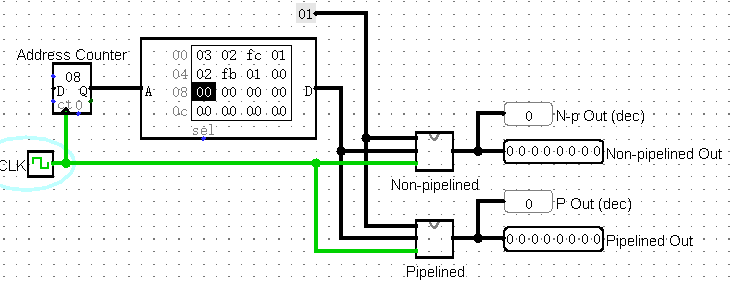 01
Address Counter
08
D Q
ct 0
00 03 02 fc 01
04 02 fb 01 00
08 00 00 00 00
0c 00 00 00 00
A
D
sel
CLK
0 N-p Out (dec)
0 0 0 0 0 0 0 0 Non-pipelined Out
Non-pipelined
0 P Out (dec)
0 0 0 0 0 0 0 0 Pipelined Out
Pipelined